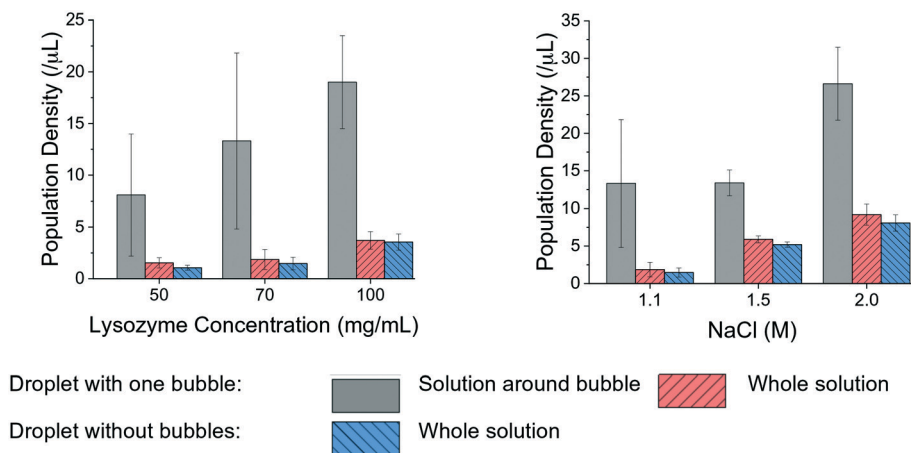 Population Density (/μL)
25
20
15
10
5
0
50 70 100
Lysozyme Concentration (mg/mL)
Population Density (/μL)
35
30
25
20
15
10
5
0
1.1 1.5 2.0
NaCl (M)
Droplet with one bubble: Solution around bubble Whole solution
Droplet without bubbles: Whole solution